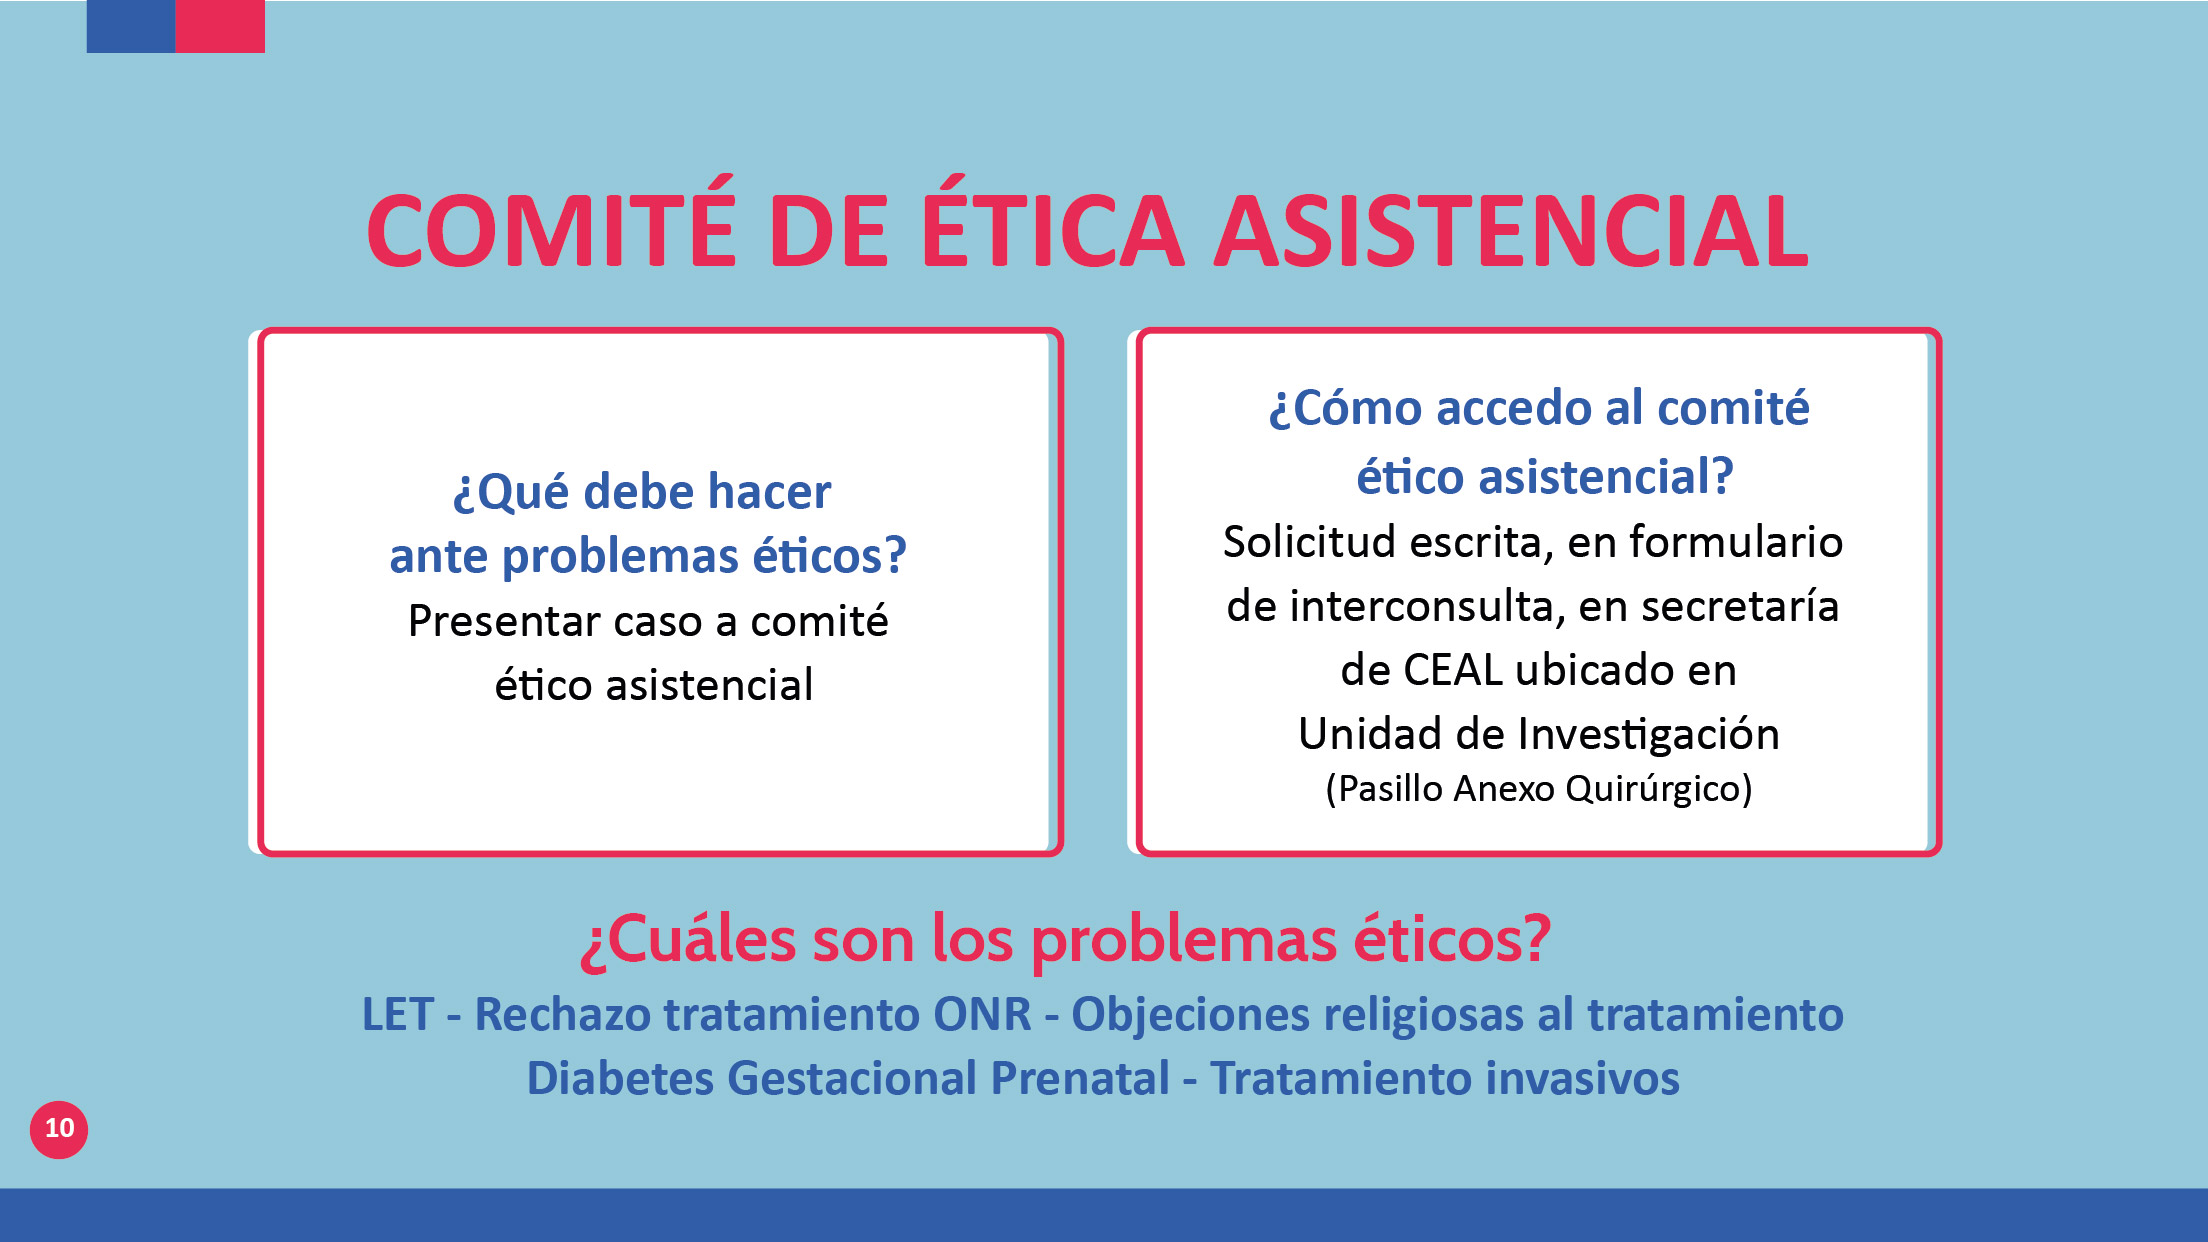 COMITÉ DE ÉTICA ASISTENCIAL
¿Qué debe hacer
ante problemas éticos?
Presentar caso a comité
ético asistencial
¿Cómo accedo al comité
ético asistencial?
Solicitud escrita, en formulario
de interconsulta, en secretaría
de CEAL ubicado en
Unidad de Investigación
(Pasillo Anexo Quirúrgico)
¿Cuáles son los problemas éticos?
LET - Rechazo tratamiento ONR - Objeciones religiosas al tratamiento
Diabetes Gestacional Prenatal - Tratamiento invasivos
10